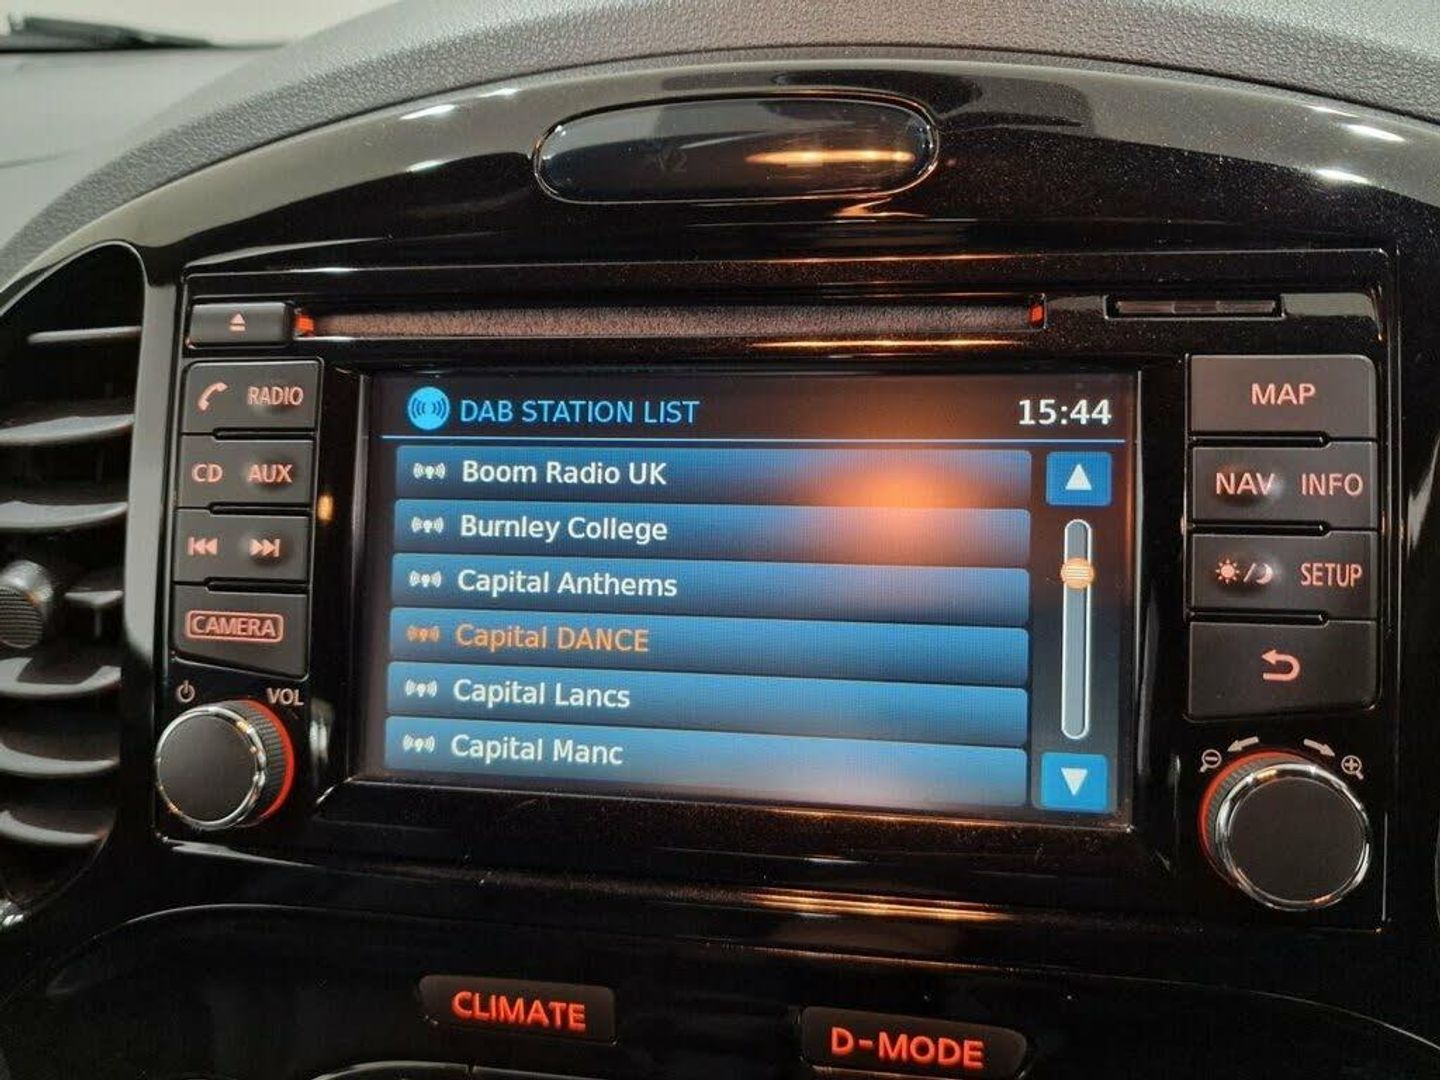 RADIO
CD AUX
CAMERA
VOL
DAB STATION LIST 15:44
Boom Radio UK
Burnley College
Capital Anthems
Capital DANCE
Capital Lancs
Capital Manc
MAP
NAV INFO
SETUP
CLIMATE
D-MODE